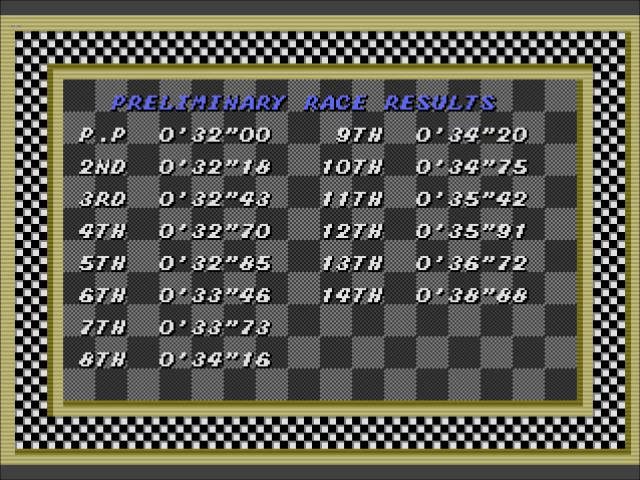 PRELIMINARY RACE RESULTS
P.P 0'32"00 9TH 0'34"20
2ND 0'32"18 10TH 0'34"75
3RD 0'32"43 11TH 0'35"42
4TH 0'32"70 12TH 0'35"91
5TH 0'32"85 13TH 0'36"72
6TH 0'33"46 14TH 0'38"88
7TH 0'33"73
8TH 0'34"16